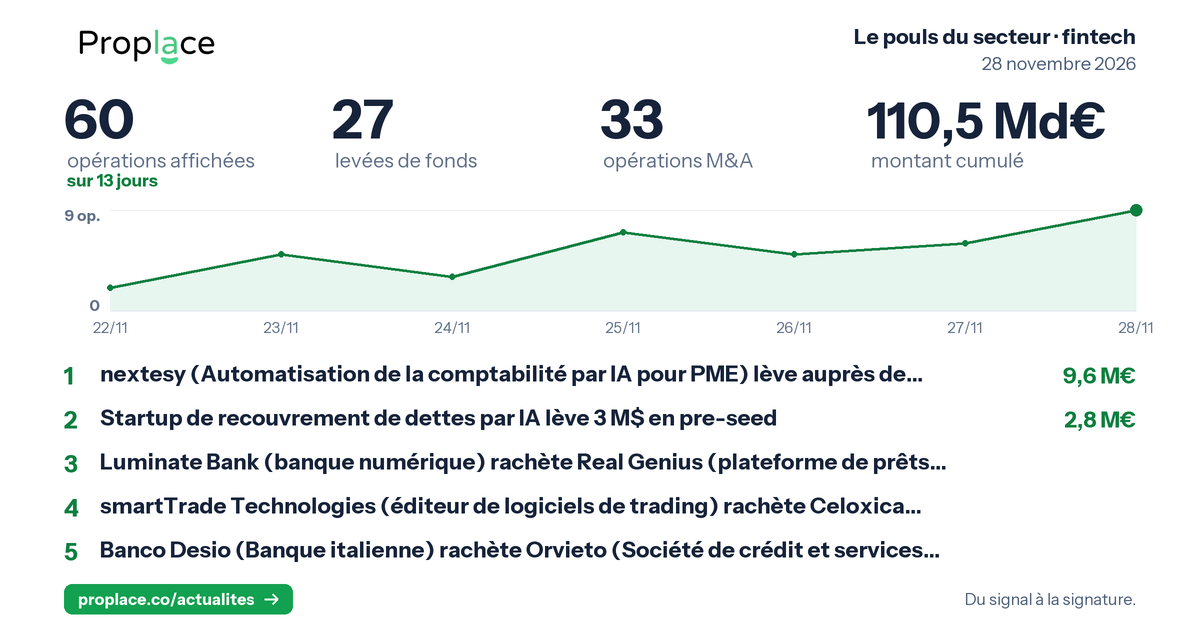 Proplace
Le pouls du secteur · fintech
28 novembre 2026
60
opérations affichées
sur 13 jours
27
levées de fonds
33
opérations M&A
110,5 Md€
montant cumulé
9 op.
0
22/11 23/11 24/11 25/11 26/11 27/11 28/11
1 nextesy (Automatisation de la comptabilité par IA pour PME) lève auprès de... 9,6 M€
2 Startup de recouvrement de dettes par IA lève 3 M$ en pre-seed 2,8 M€
3 Luminate Bank (banque numérique) rachète Real Genius (plateforme de prêts...
4 smartTrade Technologies (éditeur de logiciels de trading) rachète Celoxica...
5 Banco Desio (Banque italienne) rachète Orvieto (Société de crédit et services...
proplace.co/actualites →
Du signal à la signature.